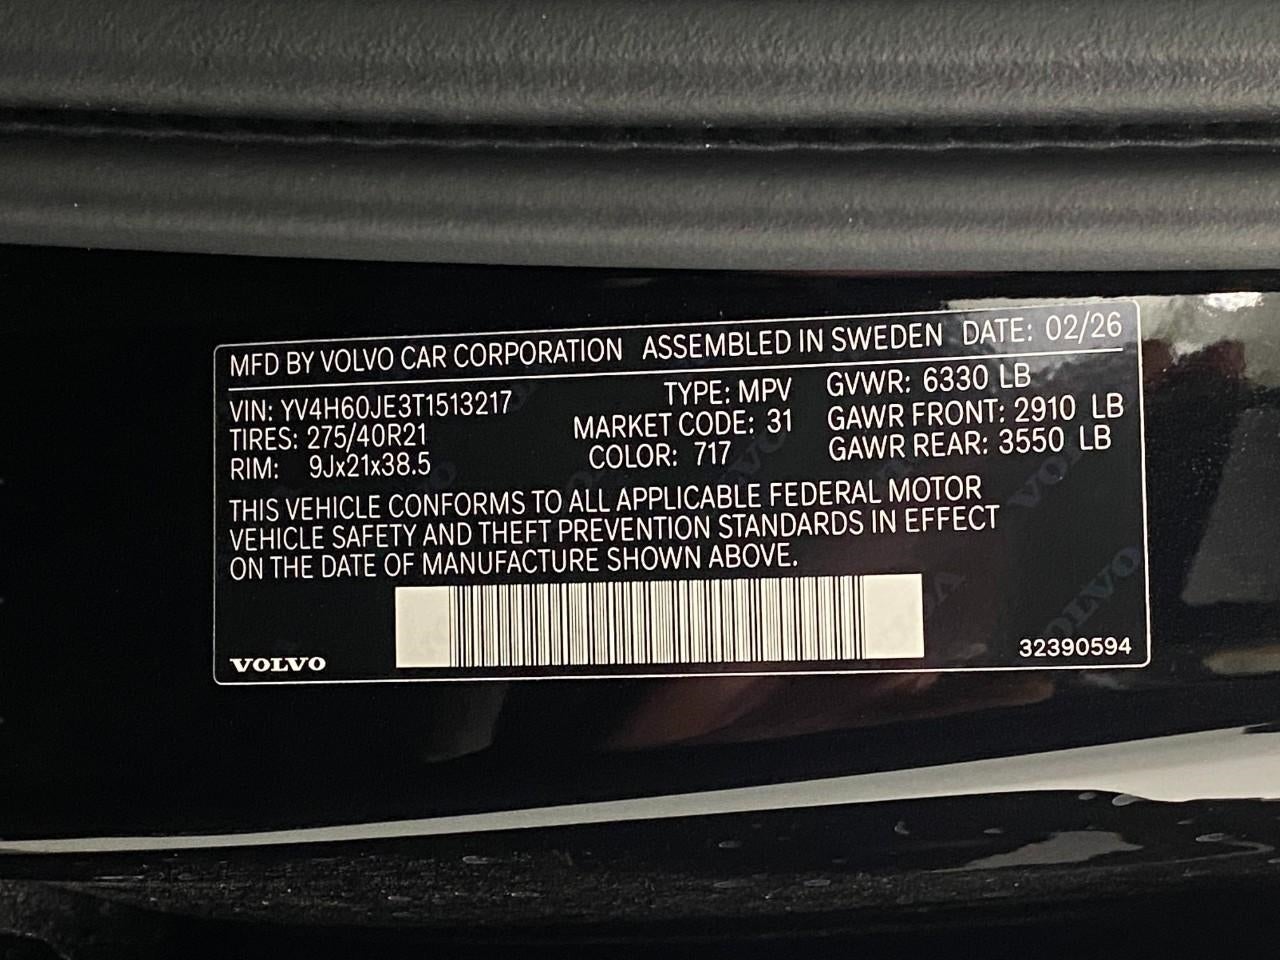 MFD BY VOLVO CAR CORPORATION ASSEMBLED IN SWEDEN DATE: 02/26
VIN: YV4H60JE3T1513217 TYPE: MPV GVWR: 6330 LB
TIRES: 275/40R21 MARKET CODE: 31 GAWR FRONT: 2910 LB
RIM: 9Jx21x38.5 COLOR: 717 GAWR REAR: 3550 LB
THIS VEHICLE CONFORMS TO ALL APPLICABLE FEDERAL MOTOR
VEHICLE SAFETY AND THEFT PREVENTION STANDARDS IN EFFECT
ON THE DATE OF MANUFACTURE SHOWN ABOVE.
VOLVO 32390594